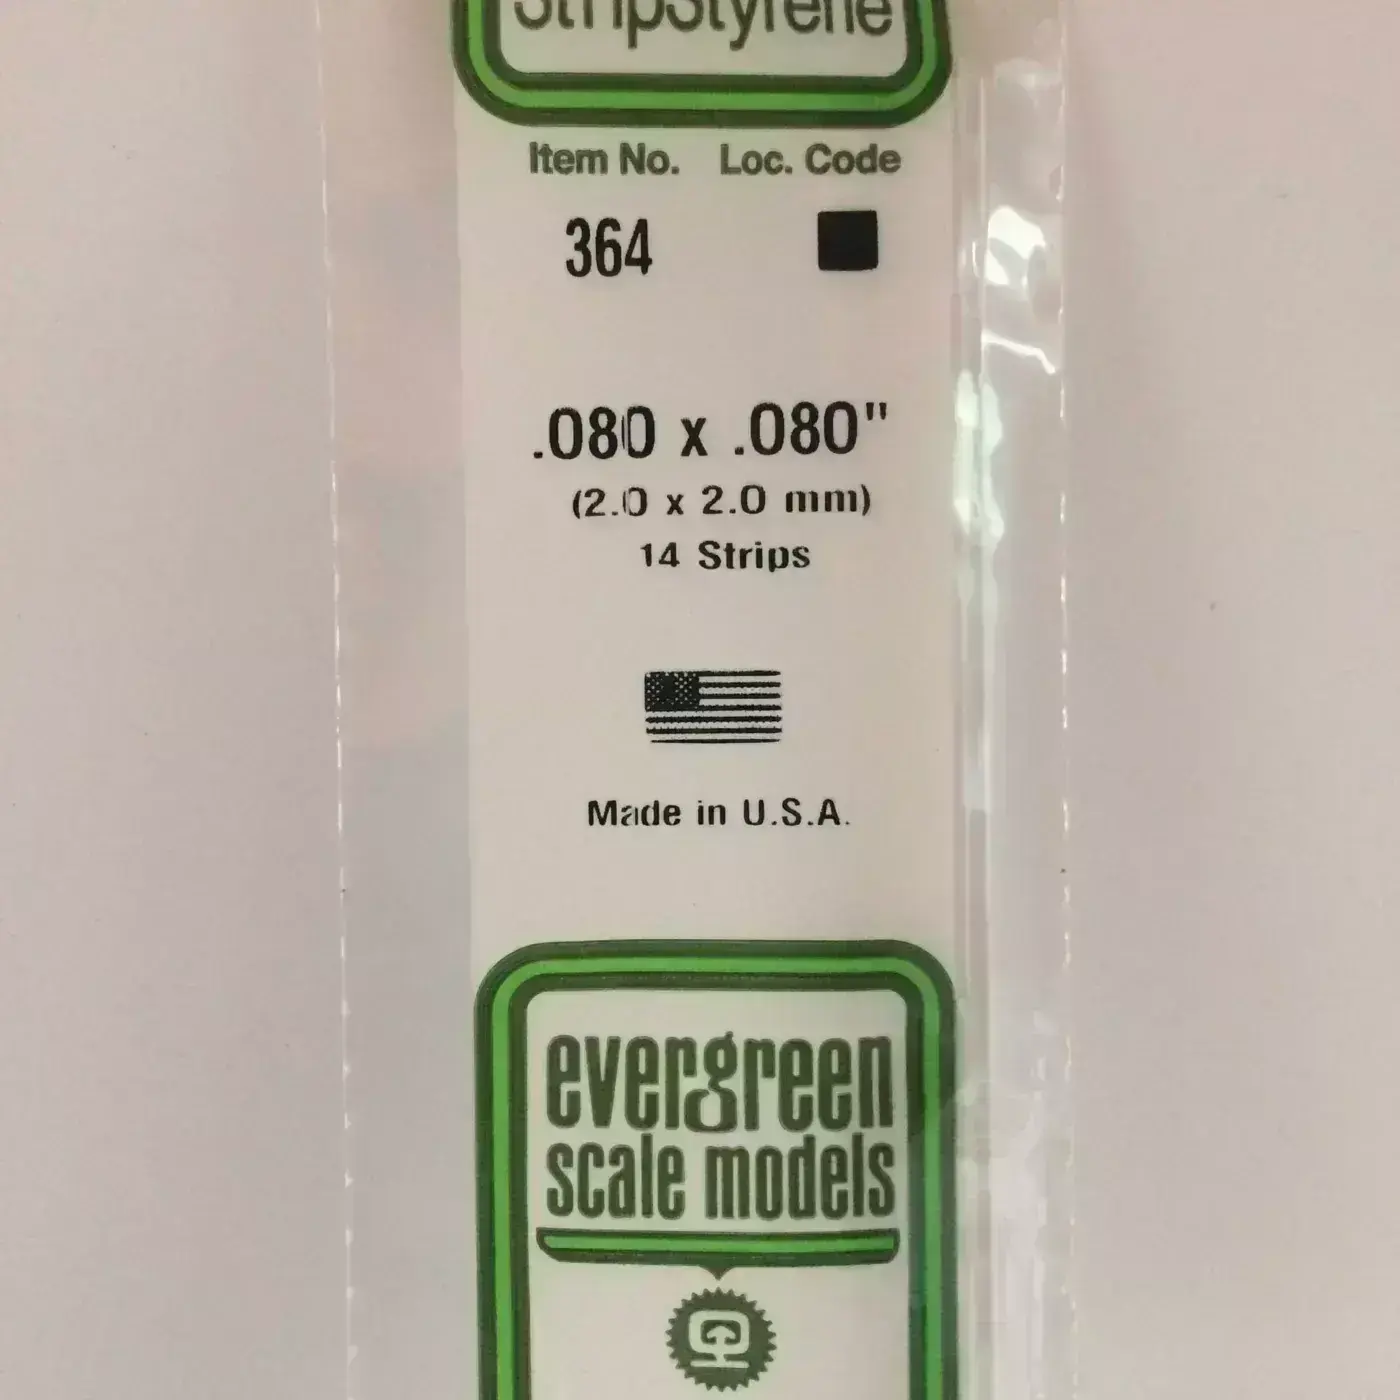 StripStyrene
Item No. Loc. Code
364
.080 x .080"
(2.0 x 2.0 mm)
14 Strips
Made in U.S.A.
evergreen
scale models